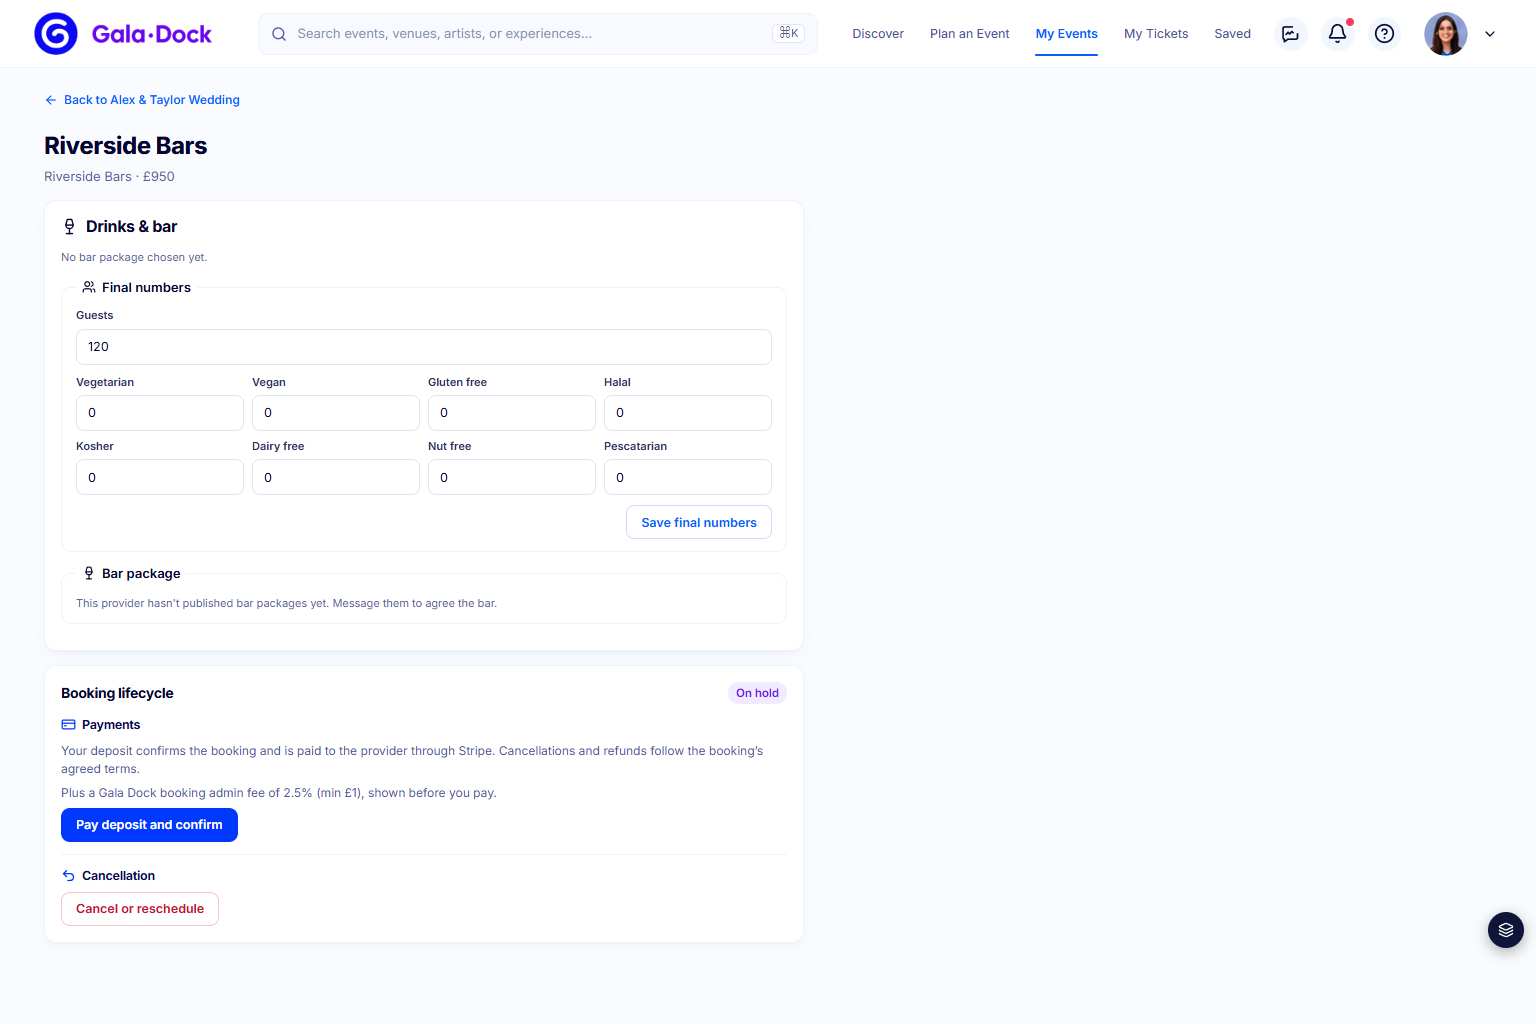 Gala·Dock
Search events, venues, artists, or experiences...
⌘K
Discover
Plan an Event
My Events
My Tickets
Saved
Back to Alex & Taylor Wedding
Riverside Bars
Riverside Bars · £950
Drinks & bar
No bar package chosen yet.
Final numbers
Guests
120
Vegetarian
Vegan
Gluten free
Halal
0
0
0
0
Kosher
Dairy free
Nut free
Pescatarian
0
0
0
0
Save final numbers
Bar package
This provider hasn't published bar packages yet. Message them to agree the bar.
Booking lifecycle
On hold
Payments
Your deposit confirms the booking and is paid to the provider through Stripe. Cancellations and refunds follow the booking’s
agreed terms.
Plus a Gala Dock booking admin fee of 2.5% (min £1), shown before you pay.
Pay deposit and confirm
Cancellation
Cancel or reschedule